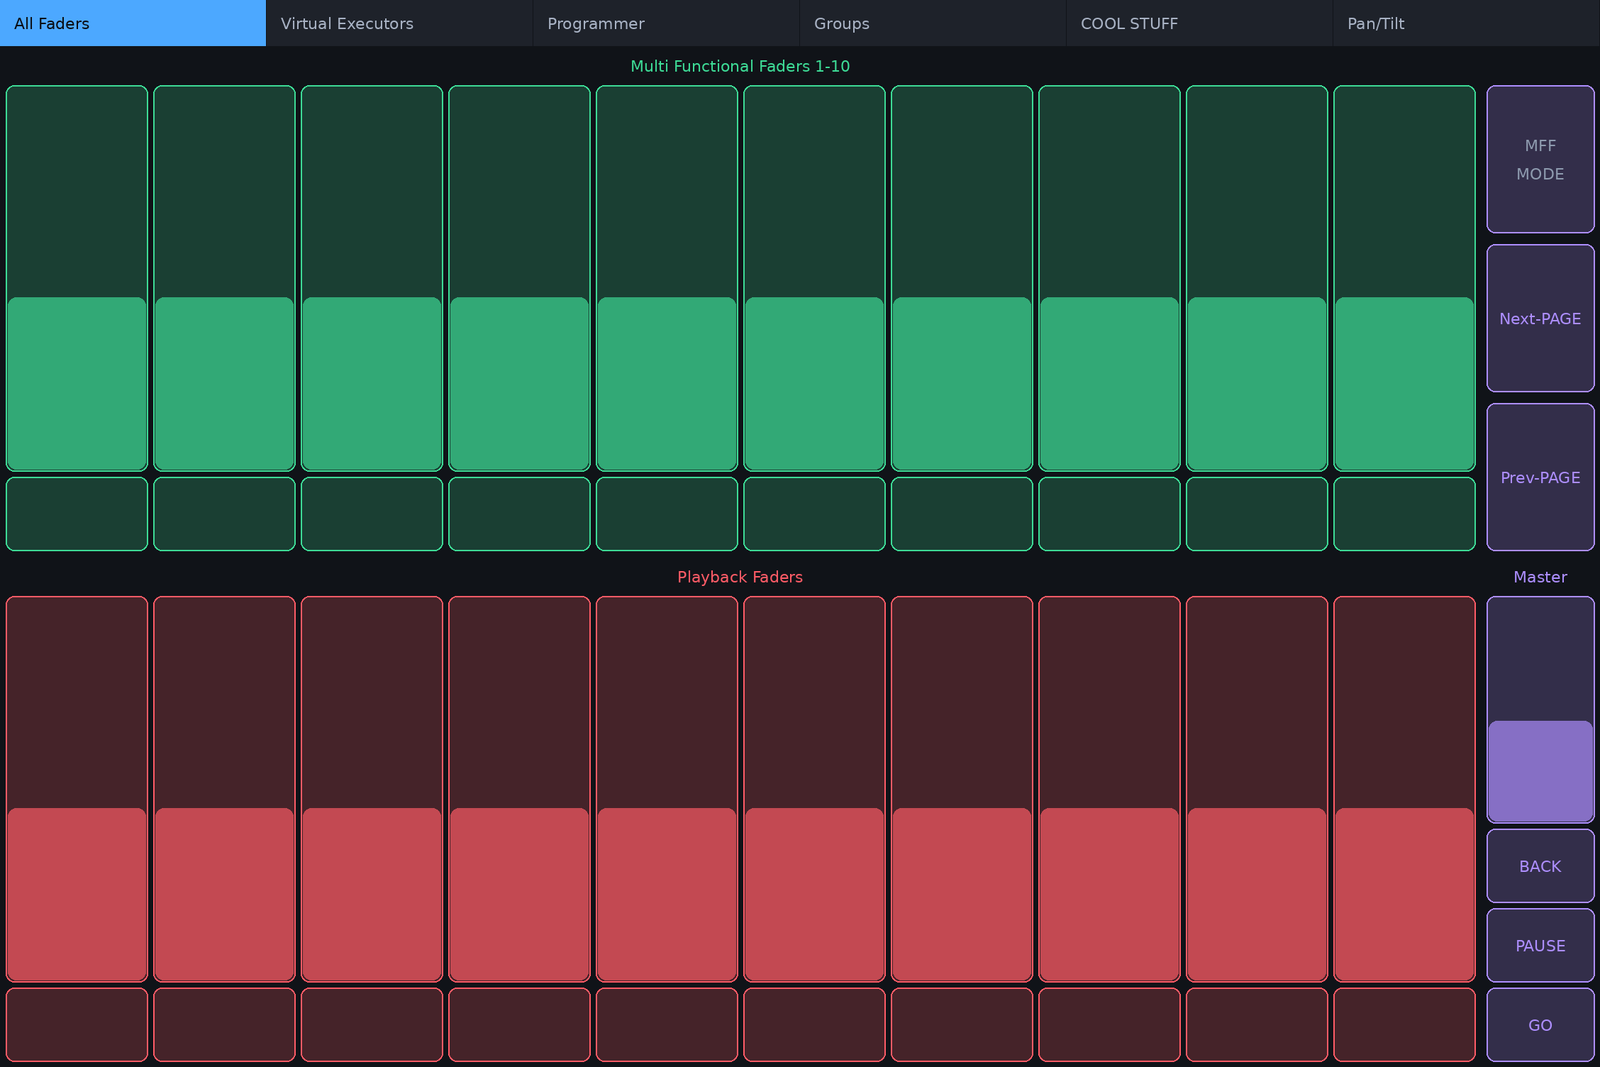 All Faders
Virtual Executors
Programmer
Groups
COOL STUFF
Pan/Tilt
Multi Functional Faders 1-10
MFF
MODE
Next-PAGE
Prev-PAGE
Playback Faders
Master
BACK
PAUSE
GO